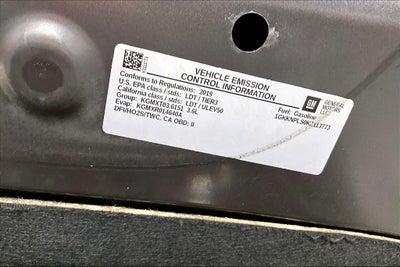 VEHICLE EMISSION
CONTROL INFORMATION
Conforms to Regulations: 2019
U.S. EPA class / stds: LDT / TIER3
California class / stds: LDT / ULEV50
Group: KGMXT03.6151 3.6L
Evap: KGMXR014640A
DFI/HO2S/TWC, CA OBD: II
Fuel: Gasoline
GM
GENERAL
MOTORS
LLC